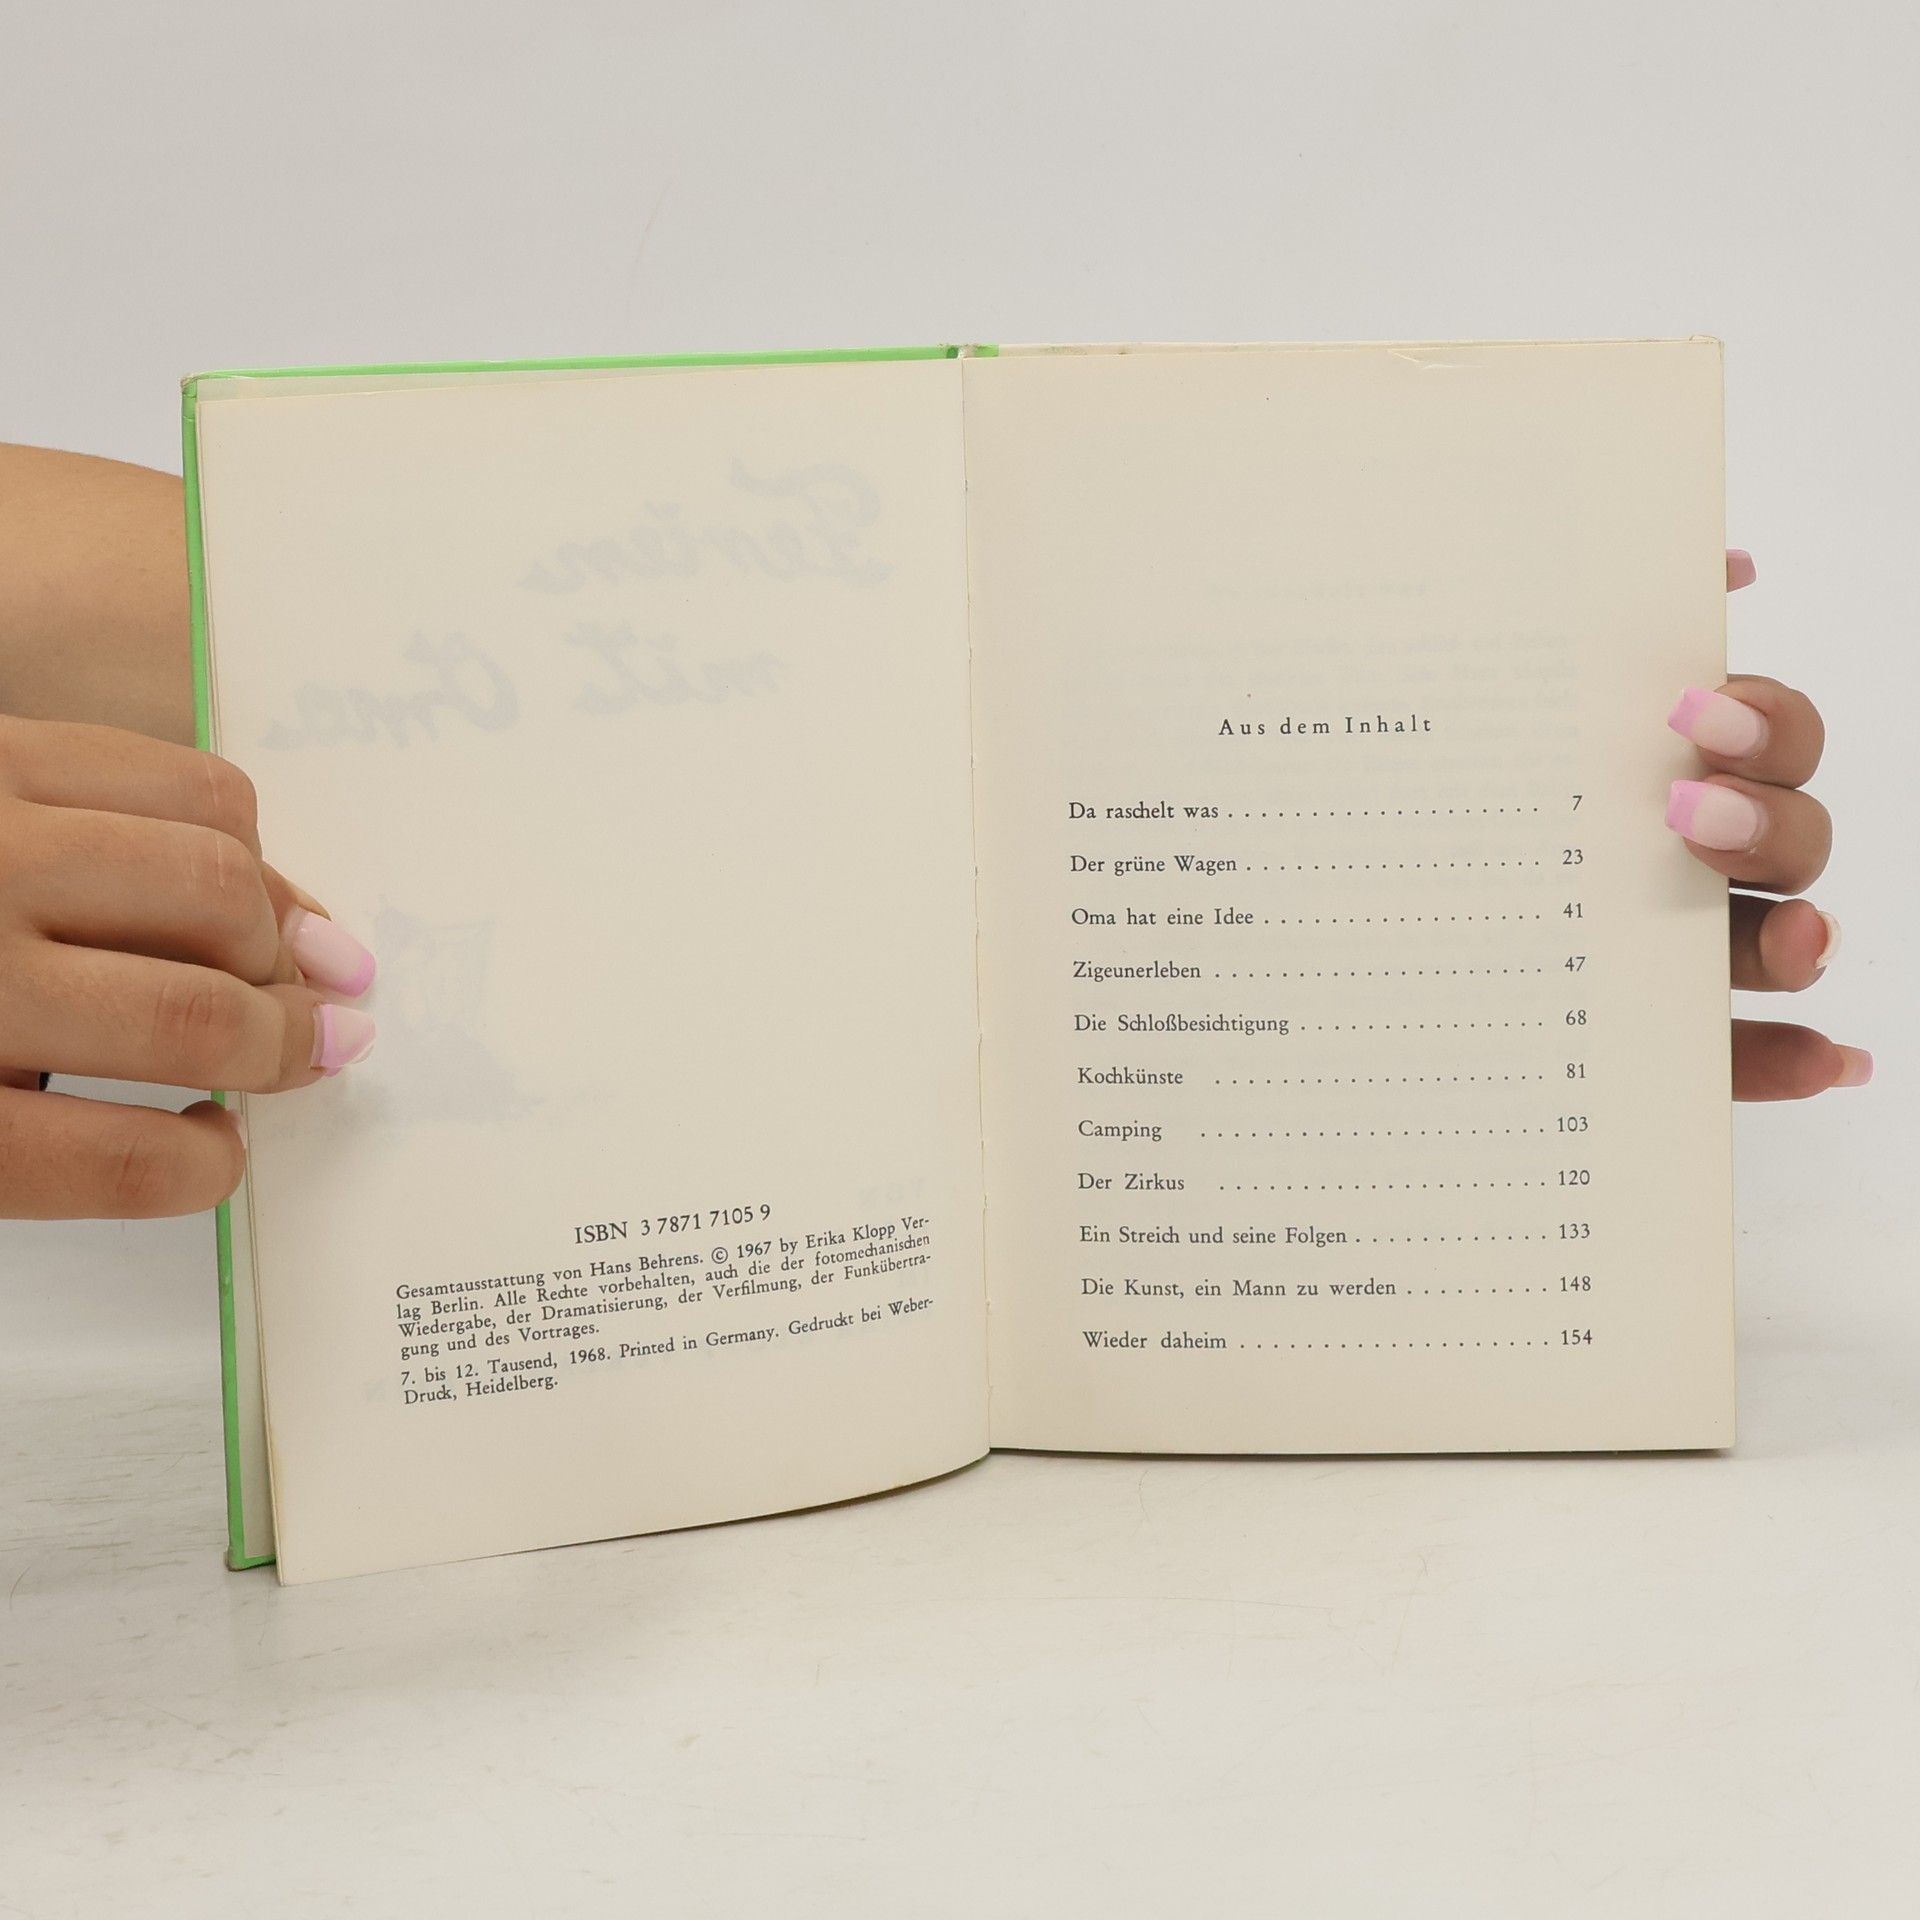 Ferien
mit Oma
ISBN 3 7871 7105 9
Gesamtausstattung von Hans Behrens. © 1967 by Erika Klopp Ver-
lag Berlin. Alle Rechte vorbehalten, auch die der fotomechanischen
Wiedergabe, der Dramatisierung, der Verfilmung, der Funkübertra-
gung und des Vortrages.
7. bis 12. Tausend, 1968. Printed in Germany. Gedruckt bei Weber-
Druck, Heidelberg.
Aus dem Inhalt
Da raschelt was . . . . . . . . . . . . . . . . . . . 7
Der grüne Wagen . . . . . . . . . . . . . . . . . . 23
Oma hat eine Idee . . . . . . . . . . . . . . . . . 41
Zigeunerleben . . . . . . . . . . . . . . . . . . . . 47
Die Schloßbesichtigung . . . . . . . . . . . . . . . 68
Kochkünste . . . . . . . . . . . . . . . . . . . . 81
Camping . . . . . . . . . . . . . . . . . . . . . 103
Der Zirkus . . . . . . . . . . . . . . . . . . . . 120
Ein Streich und seine Folgen . . . . . . . . . . . . 133
Die Kunst, ein Mann zu werden . . . . . . . . . 148
Wieder daheim . . . . . . . . . . . . . . . . . . . 154